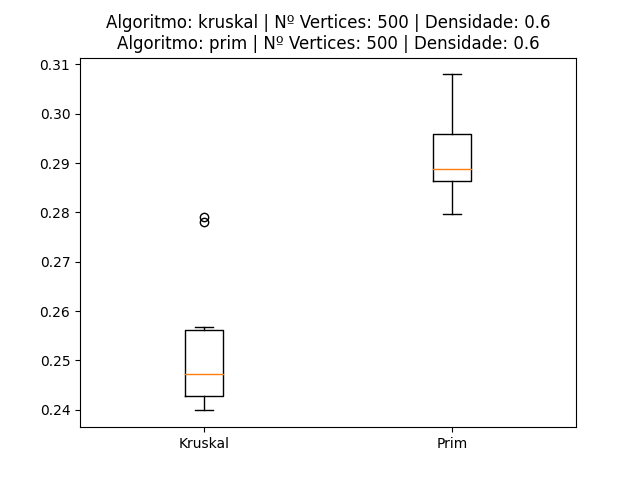 Algoritmo: kruskal | Nº Vertices: 500 | Densidade: 0.6
Algoritmo: prim | Nº Vertices: 500 | Densidade: 0.6
0.31
0.30
0.29
0.28
0.27
0.26
0.25
0.24
Kruskal
Prim